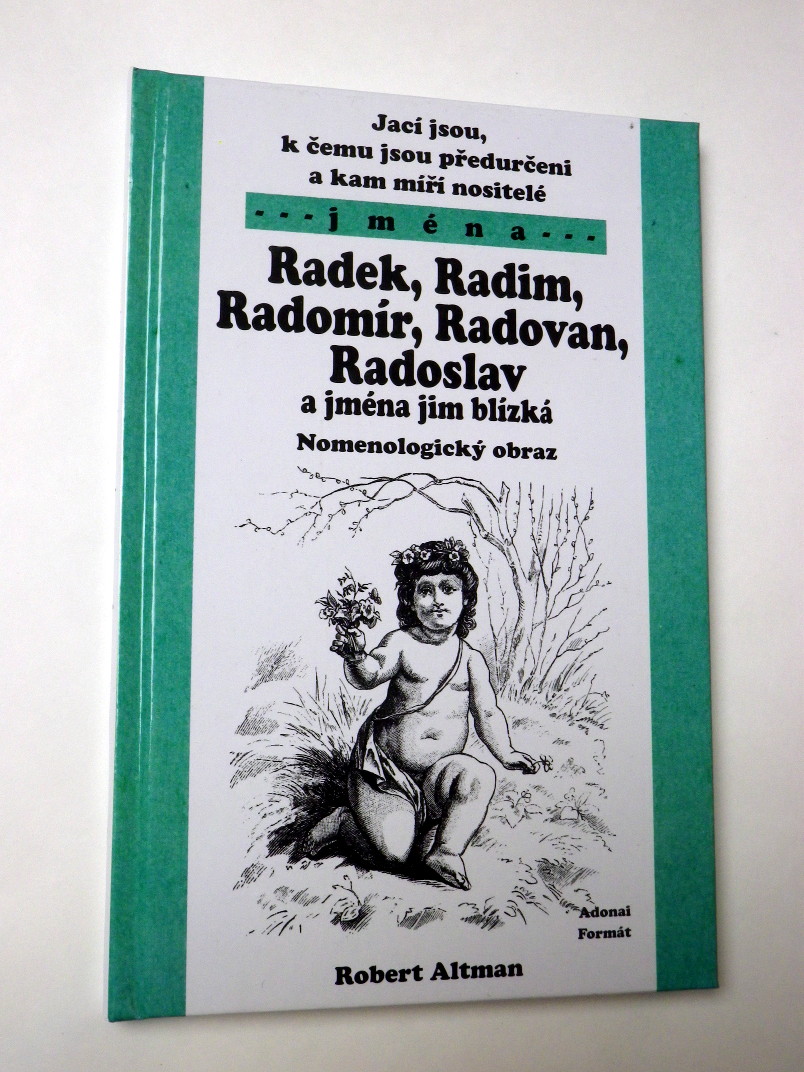 Jací jsou,
k čemu jsou předurčeni
a kam míří nositelé
- - - j m é n a - - -
Radek, Radim,
Radomír, Radovan,
Radoslav
a jména jim blízká
Nomenologický obraz
Adonai
Formát
Robert Altman